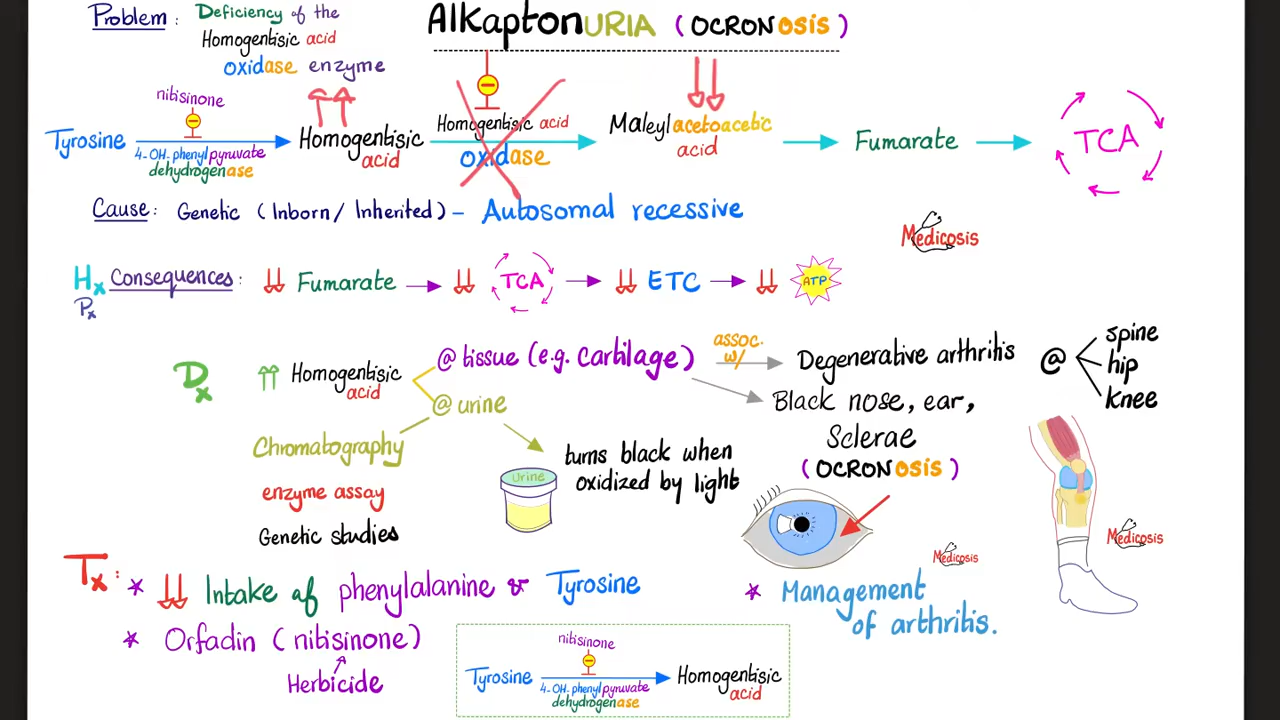 Problem: Deficiency of the
Homogentisic acid
oxidase enzyme
AlkaptonURIA (OCRONOSIS)
nitisinone
Tyrosine
4-OH-phenylpyruvate
dehydrogenase
Homogentisic
acid
Homogentisic acid
oxidase
Maleylacetoacetic
acid
Fumarate
TCA
Cause: Genetic (Inborn/ Inherited) - Autosomal recessive
Medicosis
Hx Consequences:
Px
Fumarate
TCA
ETC
ATP
Dx
Homogentisic
acid
@ tissue (e.g. Cartilage)
@ urine
assoc.
w/
Degenerative arthritis
@
spine
hip
knee
Black nose, ear,
Sclerae
(OCRONOSIS)
Chromatography
enzyme assay
Genetic studies
Urine
turns black when
oxidized by light
Medicosis
Medicosis
Tx:
* Intake of phenylalanine & Tyrosine
* Orfadin (nitisinone)
Herbicide
* Management
of arthritis.
nitisinone
Tyrosine
4-OH-phenylpyruvate
dehydrogenase
Homogentisic
acid